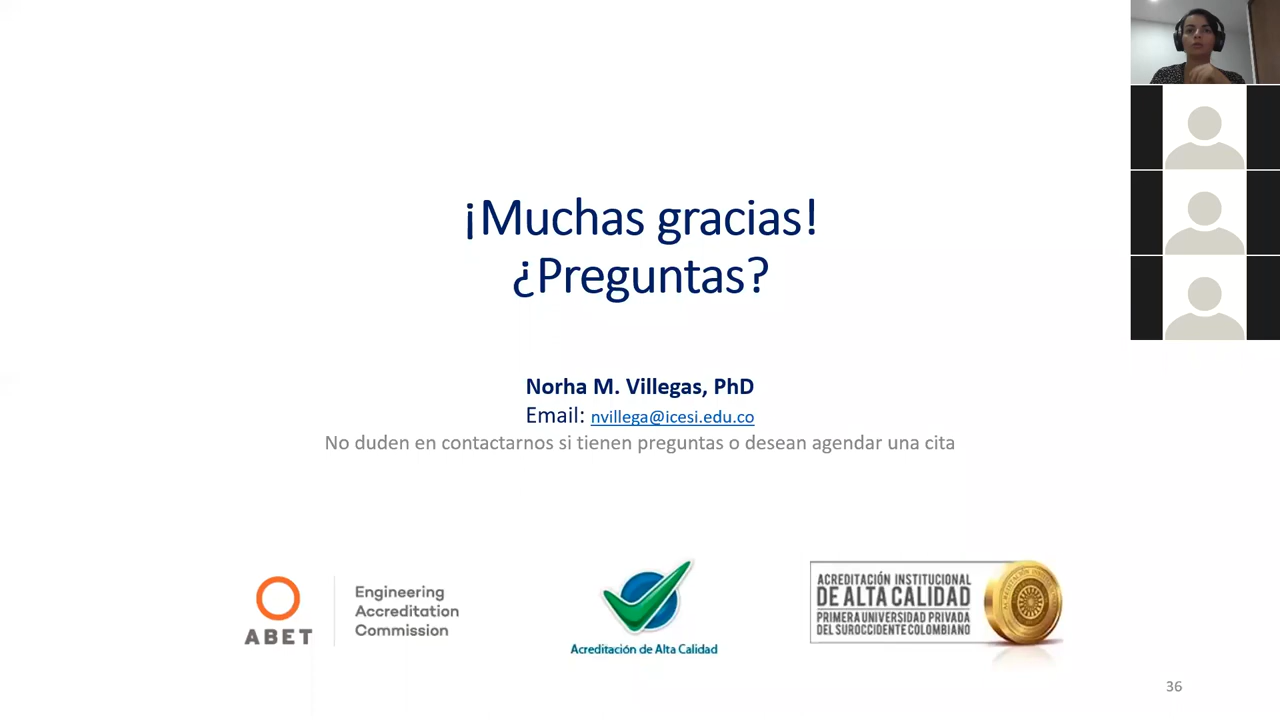 ¡Muchas gracias!
¿Preguntas?
Norha M. Villegas, PhD
Email: nvillega@icesi.edu.co
No duden en contactarnos si tienen preguntas o desean agendar una cita
ABET
Engineering
Accreditation
Commission
Acreditación de Alta Calidad
ACREDITACIÓN INSTITUCIONAL
DE ALTA CALIDAD
PRIMERA UNIVERSIDAD PRIVADA
DEL SUROCCIDENTE COLOMBIANO
36